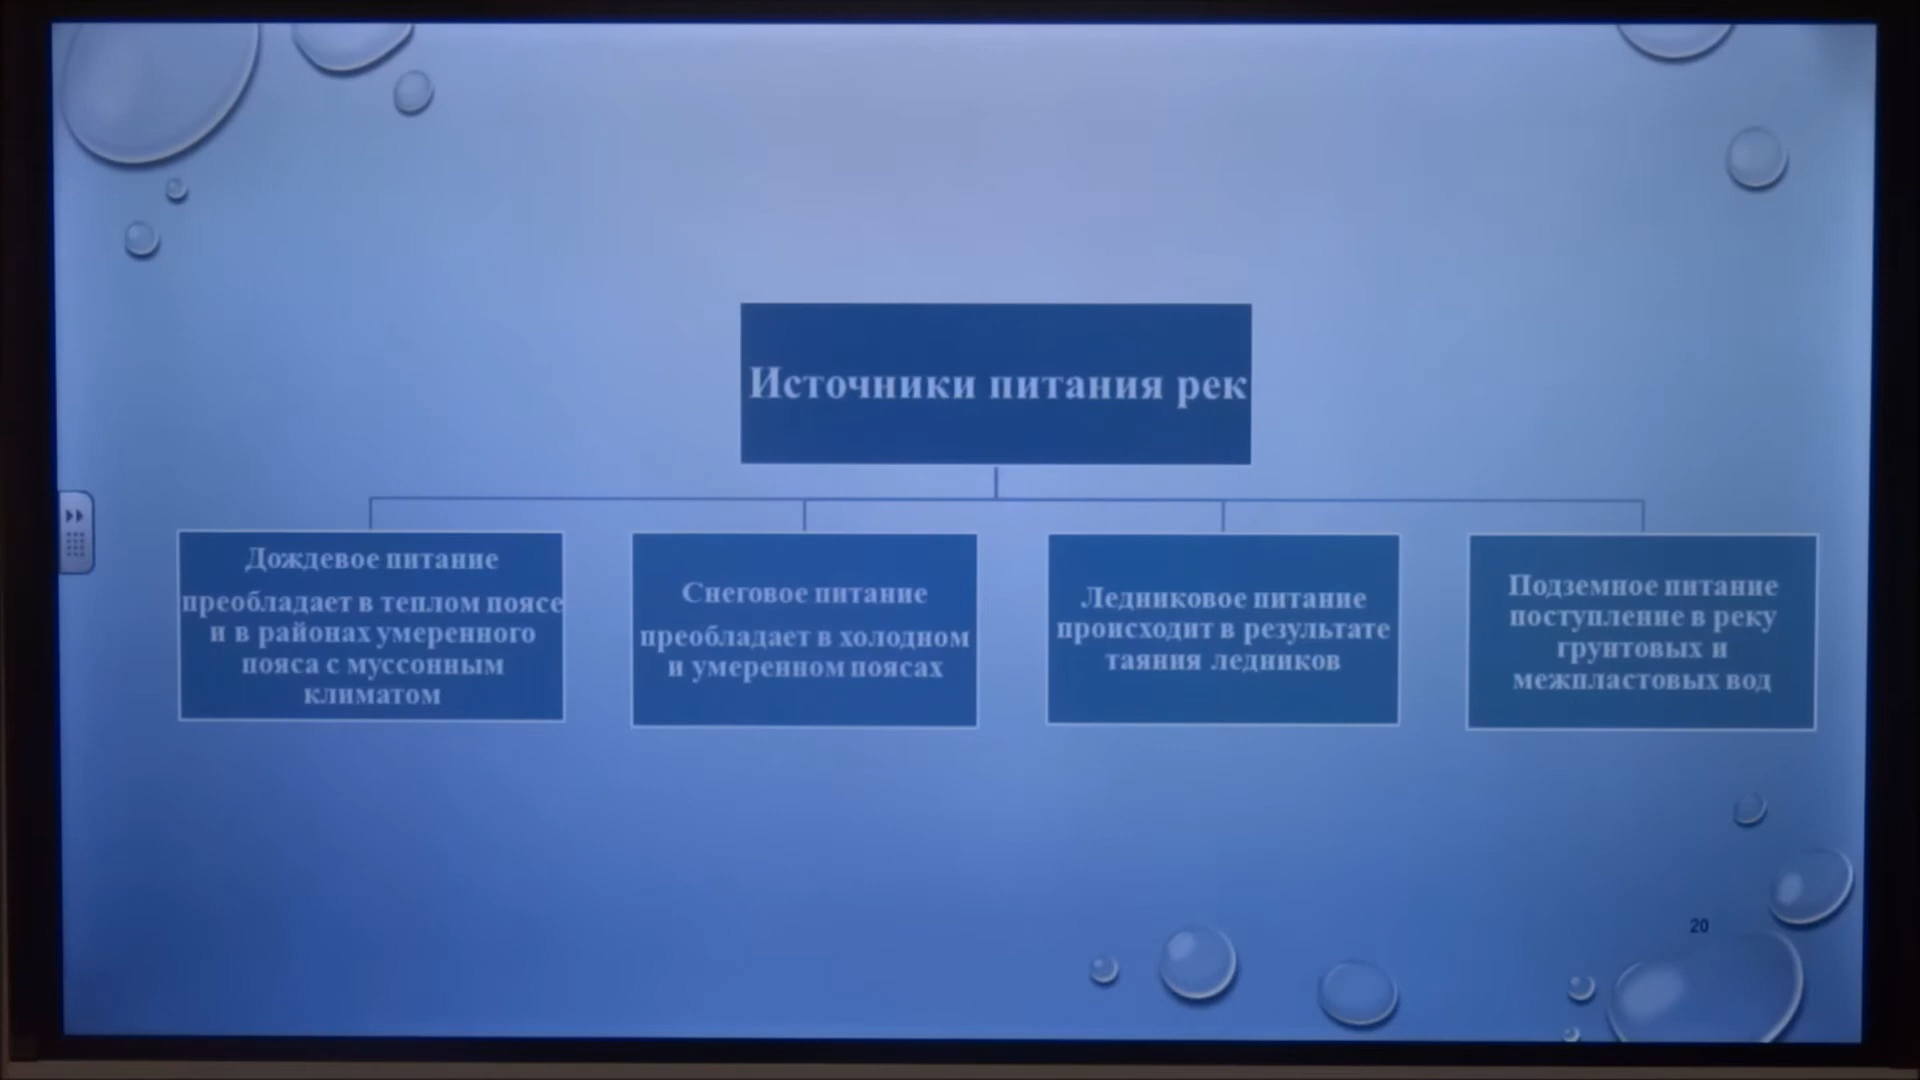 Источники питания рек
Дождевое питание
преобладает в теплом поясе
и в районах умеренного
пояса с муссонным
климатом
Снеговое питание
преобладает в холодном
и умеренном поясах
Ледниковое питание
происходит в результате
таяния ледников
Подземное питание
поступление в реку
грунтовых и
межпластовых вод
20